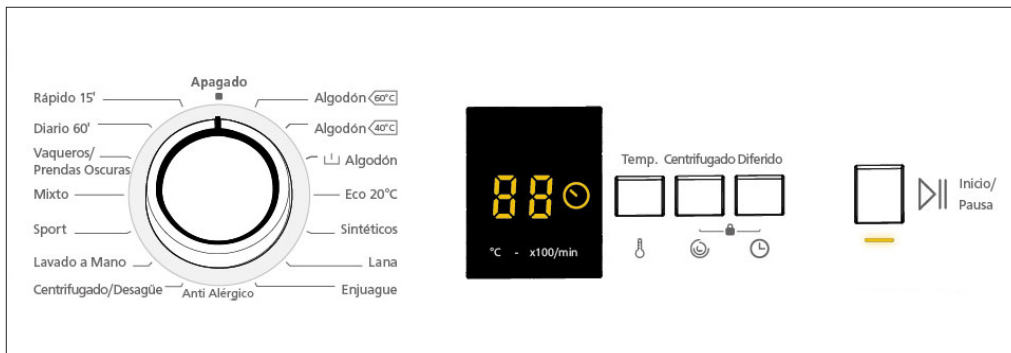 Apagado
Rápido 15'
Diario 60'
Vaqueros/
Prendas Oscuras
Mixto
Sport
Lavado a Mano
Centrifugado/Desagüe
Anti Alérgico
Algodón 60°C
Algodón 40°C
Algodón
Eco 20°C
Sintéticos
Lana
Enjuague
88
°C - x100/min
Temp. Centrifugado Diferido
Inicio/
Pausa